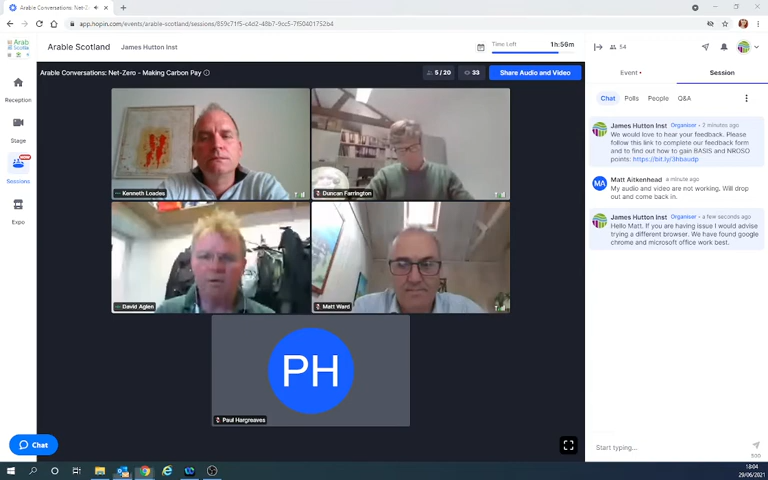 Arable Conversations: Net-Z
app.hopin.com/events/arable-scotland/sessions/859c71f5-c4d2-48b7-9cc5-7f50401752b4
Arab
Scotla
Arable Scotland
James Hutton Inst
Time Left
1h:56m
54
Event
Session
Reception
Stage
NOW
Sessions
Expo
Arable Conversations: Net-Zero - Making Carbon Pay
5/20
33
Share Audio and Video
Kenneth Loades
Duncan Farrington
David Aglen
Matt Ward
PH
Paul Hargreaves
Chat
Chat
Polls
People
Q&A
James Hutton Inst Organiser - 2 minutes ago
We would love to hear your feedback. Please
follow this link to complete our feedback form
and to find out how to gain BASIS and NROSO
points: https://bit.ly/3hbaudp
MA
Matt Aitkenhead a minute ago
My audio and video are not working. Will drop
out and come back in.
James Hutton Inst Organiser - a few seconds ago
Hello Matt. If you are having issue I would advise
trying a different browser. We have found google
chrome and microsoft office work best.
Start typing...
18:04
29/06/2021